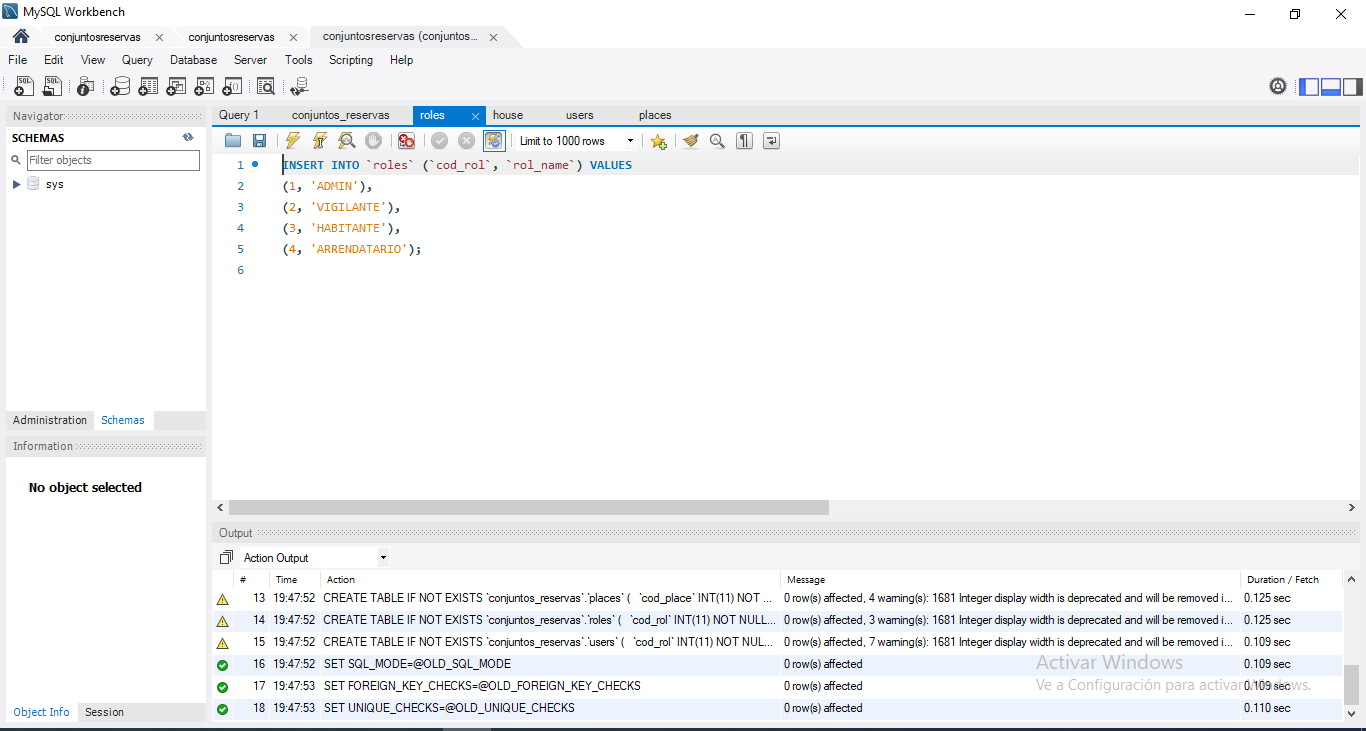 MySQL Workbench
conjuntosreservas
conjuntosreservas
conjuntosreservas (conjuntos...
File Edit View Query Database Server Tools Scripting Help
Navigator
SCHEMAS
Filter objects
sys
Administration Schemas
Information
No object selected
Object Info Session
Query 1 conjuntos_reservas roles house users places
Limit to 1000 rows
1 INSERT INTO `roles` (`cod_rol`, `rol_name`) VALUES
2 (1, 'ADMIN'),
3 (2, 'VIGILANTE'),
4 (3, 'HABITANTE'),
5 (4, 'ARRENDATARIO');
6
Output
Action Output
# Time Action Message Duration / Fetch
13 19:47:52 CREATE TABLE IF NOT EXISTS `conjuntos_reservas`.`places` ( `cod_place` INT(11) NOT ... 0 row(s) affected, 4 warning(s): 1681 Integer display width is deprecated and will be removed i... 0.125 sec
14 19:47:52 CREATE TABLE IF NOT EXISTS `conjuntos_reservas`.`roles` ( `cod_rol` INT(11) NOT NULL... 0 row(s) affected, 3 warning(s): 1681 Integer display width is deprecated and will be removed i... 0.125 sec
15 19:47:52 CREATE TABLE IF NOT EXISTS `conjuntos_reservas`.`users` ( `cod_rol` INT(11) NOT NUL... 0 row(s) affected, 7 warning(s): 1681 Integer display width is deprecated and will be removed i... 0.109 sec
16 19:47:52 SET SQL_MODE=@OLD_SQL_MODE 0 row(s) affected 0.109 sec
17 19:47:53 SET FOREIGN_KEY_CHECKS=@OLD_FOREIGN_KEY_CHECKS 0 row(s) affected 0.109 sec
18 19:47:53 SET UNIQUE_CHECKS=@OLD_UNIQUE_CHECKS 0 row(s) affected 0.110 sec
Activar Windows
Ve a Configuración para activar Windows.